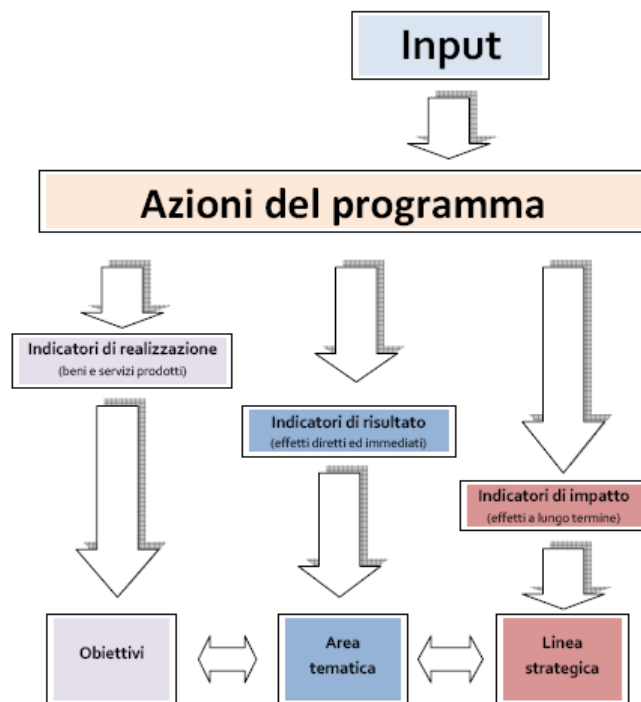 Input
Azioni del programma
Indicatori di realizzazione
(beni e servizi prodotti)
Indicatori di risultato
(effetti diretti ed immediati)
Indicatori di impatto
(effetti a lungo termine)
Obiettivi
Area
tematica
Linea
strategica